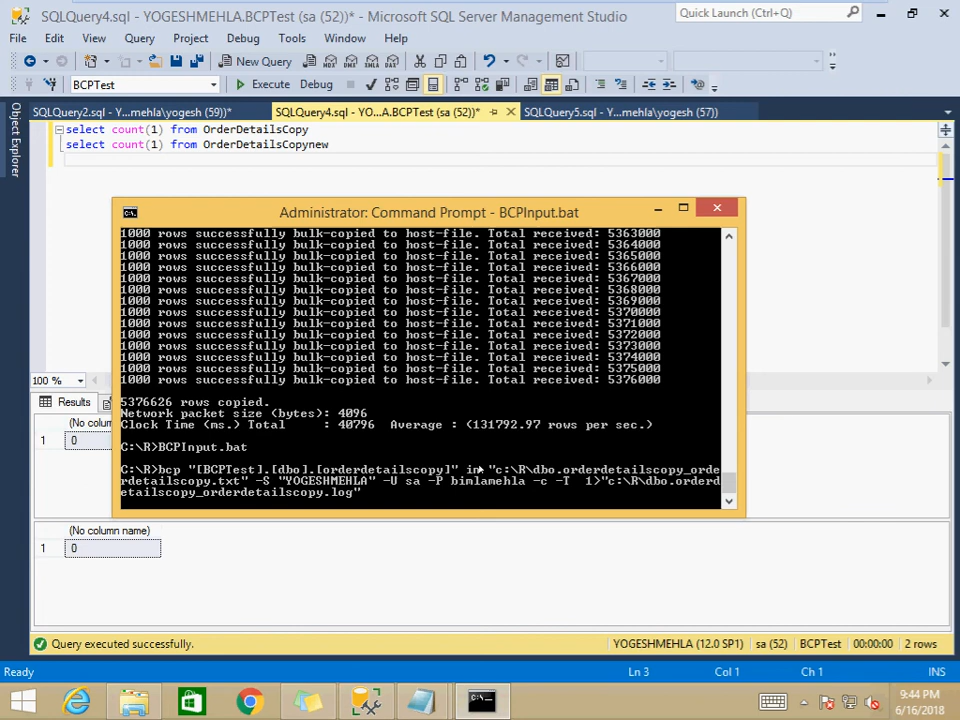 SQLQuery4.sql - YOGESHMEHLA.BCPTest (sa (52))* - Microsoft SQL Server Management Studio
Quick Launch (Ctrl+Q)
File Edit View Query Project Debug Tools Window Help
New Query
BCPTest
Execute Debug
SQLQuery2.sql - Y...mehla\yogesh (59))*
SQLQuery4.sql - YO...A.BCPTest (sa (52))*
SQLQuery5.sql - Y...mehla\yogesh (57))
Object Explorer
select count(1) from OrderDetailsCopy
select count(1) from OrderDetailsCopynew
Administrator: Command Prompt - BCPInput.bat
1000 rows successfully bulk-copied to host-file. Total received: 5363000
1000 rows successfully bulk-copied to host-file. Total received: 5364000
1000 rows successfully bulk-copied to host-file. Total received: 5365000
1000 rows successfully bulk-copied to host-file. Total received: 5366000
1000 rows successfully bulk-copied to host-file. Total received: 5367000
1000 rows successfully bulk-copied to host-file. Total received: 5368000
1000 rows successfully bulk-copied to host-file. Total received: 5369000
1000 rows successfully bulk-copied to host-file. Total received: 5370000
1000 rows successfully bulk-copied to host-file. Total received: 5371000
1000 rows successfully bulk-copied to host-file. Total received: 5372000
1000 rows successfully bulk-copied to host-file. Total received: 5373000
1000 rows successfully bulk-copied to host-file. Total received: 5374000
1000 rows successfully bulk-copied to host-file. Total received: 5375000
1000 rows successfully bulk-copied to host-file. Total received: 5376000
5376626 rows copied.
Network packet size (bytes): 4096
Clock Time (ms.) Total : 40796 Average : (131792.97 rows per sec.)
C:\R>BCPInput.bat
C:\R>bcp "[BCPTest].[dbo].[orderdetailscopy]" in "c:\R\dbo.orderdetailscopy_orde
rdetailscopy.txt" -S "YOGESHMEHLA" -U sa -P bimlamehla -c -T 1>"c:\R\dbo.orderd
etailscopy_orderdetailscopy.log"
100 %
Results
(No colum
1 0
(No column name)
1 0
Query executed successfully.
YOGESHMEHLA (12.0 SP1) sa (52) BCPTest 00:00:00 2 rows
Ready
Ln 3 Col 1 Ch 1 INS
9:44 PM
6/16/2018